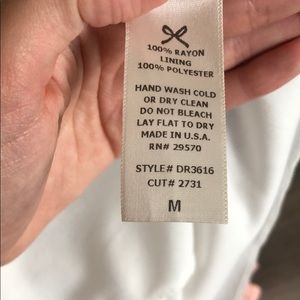 100% RAYON
LINING
100% POLYESTER
HAND WASH COLD
OR DRY CLEAN
DO NOT BLEACH
LAY FLAT TO DRY
MADE IN U.S.A.
RN# 29570
STYLE# DR3616
CUT# 2731
M